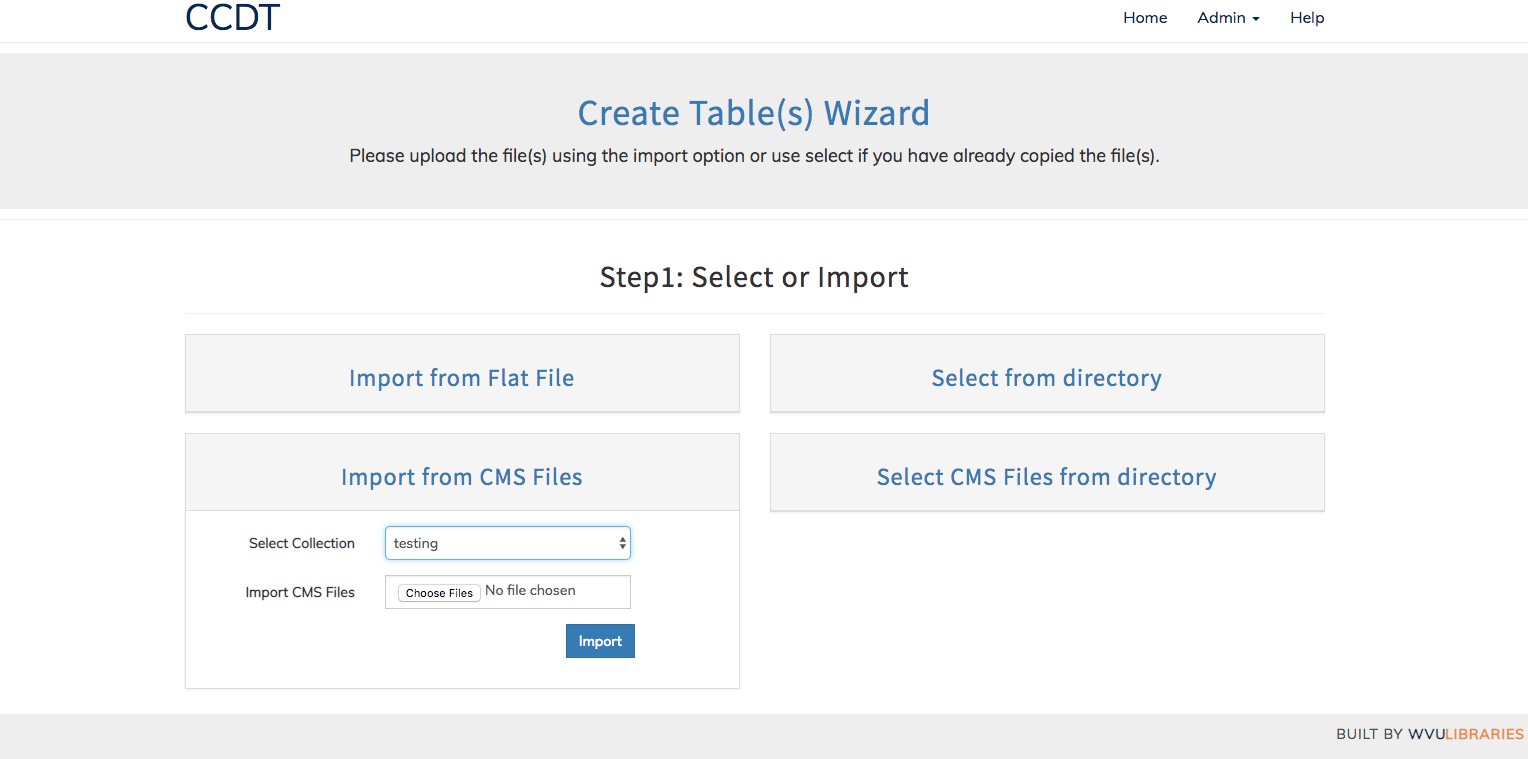 CCDT
Home Admin Help
Create Table(s) Wizard
Please upload the file(s) using the import option or use select if you have already copied the file(s).
Step1: Select or Import
Import from Flat File
Select from directory
Import from CMS Files
Select CMS Files from directory
Select Collection testing
Import CMS Files Choose Files No file chosen
Import
BUILT BY WVULIBRARIES